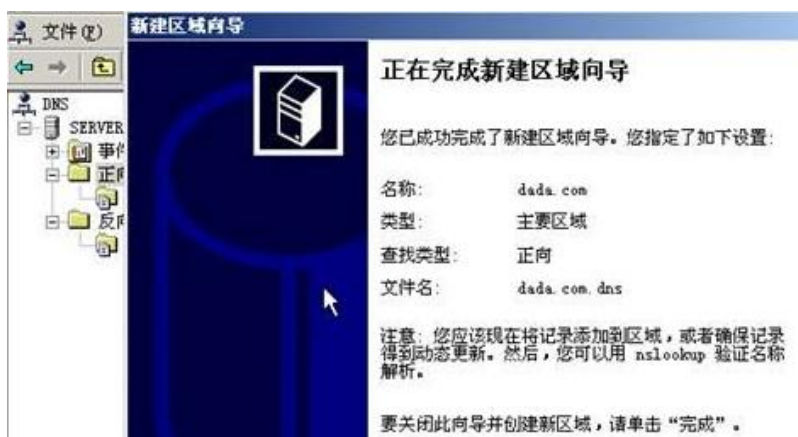 文件(F)
新建区域向导
DNS
SERVER
事件
正向
反向
正在完成新建区域向导
您已成功完成了新建区域向导。您指定了如下设置:
名称: dada.com
类型: 主要区域
查找类型: 正向
文件名: dada.com.dns
注意: 您应该现在将记录添加到区域,或者确保记录
得到动态更新。然后,您可以用 nslookup 验证名称
解析。
要关闭此向导并创建新区域,请单击“完成”。